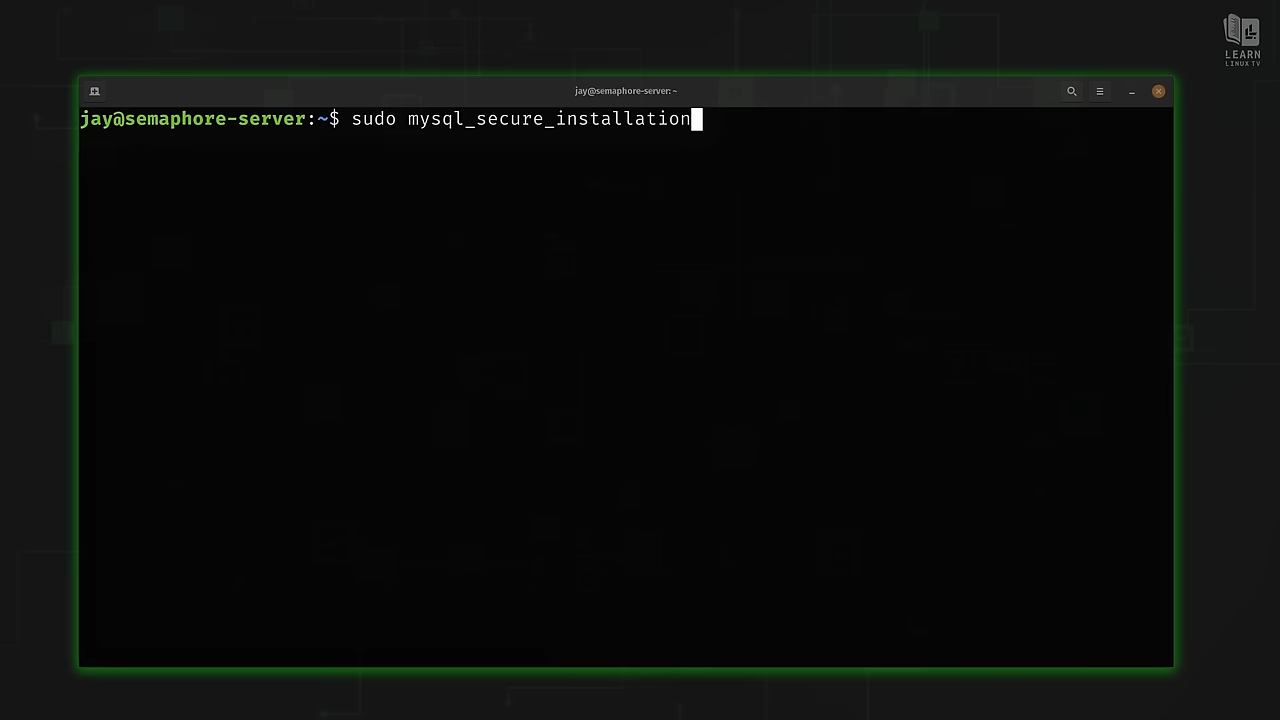 LEARN
LINUX TV
jay@semaphore-server: ~
jay@semaphore-server:~$ sudo mysql_secure_installation